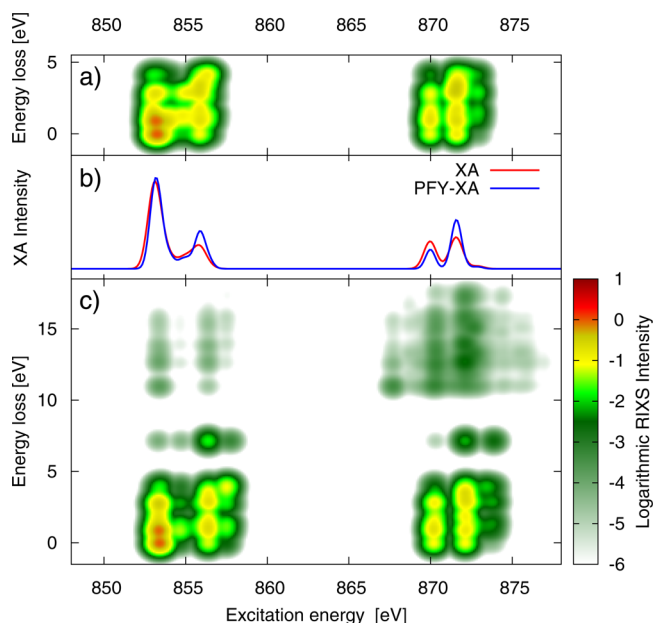 850 855 860 865 870 875
Energy loss [eV]
5
0
a)
XA Intensity
b)
XA
PFY-XA
c)
Energy loss [eV]
15
10
5
0
1
0
-1
-2
-3
-4
-5
-6
Logarithmic RIXS Intensity
850 855 860 865 870 875
Excitation energy [eV]